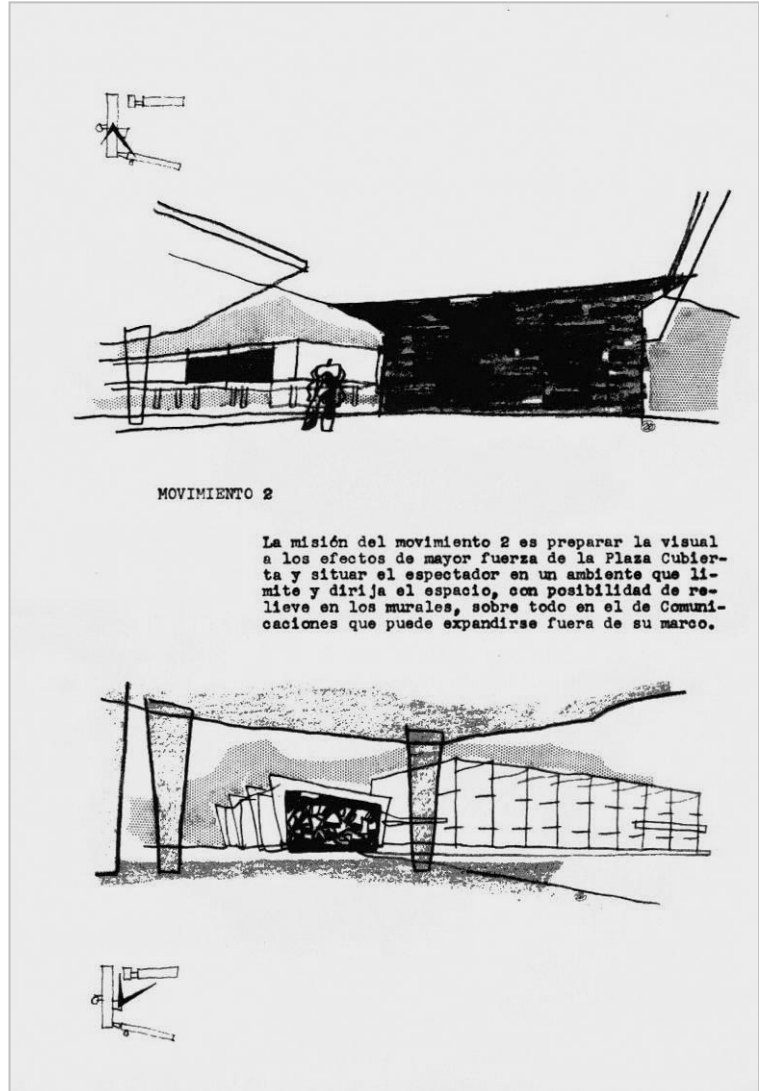 MOVIMIENTO 2
La misión del movimiento 2 es preparar la visual
a los efectos de mayor fuerza de la Plaza Cubier-
ta y situar el espectador en un ambiente que li-
mite y dirija el espacio, con posibilidad de re-
lieve en los murales, sobre todo en el de Comuni-
caciones que puede expandirse fuera de su marco.